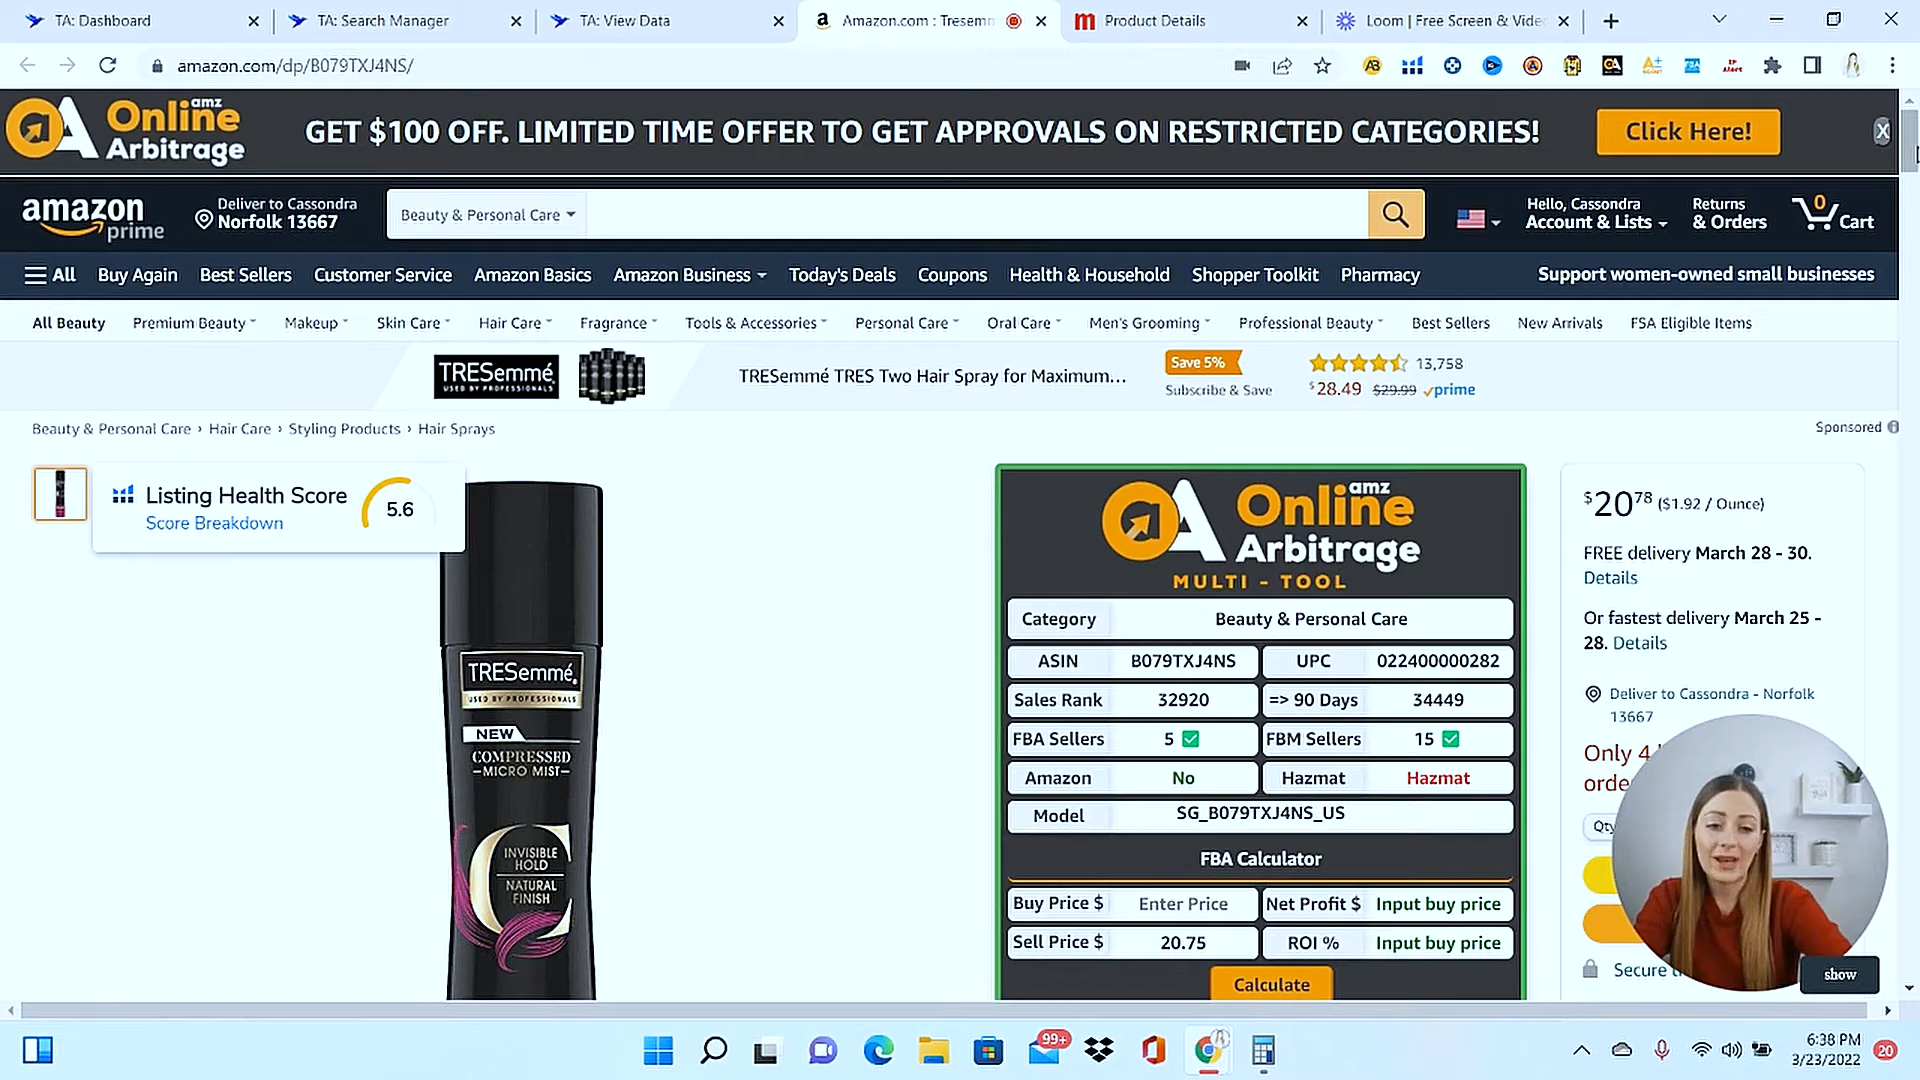 TA: Dashboard
TA: Search Manager
TA: View Data
Amazon.com : Tresemm
Product Details
Loom | Free Screen & Vide
amazon.com/dp/B079TXJ4NS/
amz
Online
Arbitrage
GET $100 OFF. LIMITED TIME OFFER TO GET APPROVALS ON RESTRICTED CATEGORIES!
Click Here!
X
amazon
prime
Deliver to Cassondra
Norfolk 13667
Beauty & Personal Care
Hello, Cassondra
Account & Lists
Returns
& Orders
0
Cart
All
Buy Again
Best Sellers
Customer Service
Amazon Basics
Amazon Business
Today's Deals
Coupons
Health & Household
Shopper Toolkit
Pharmacy
Support women-owned small businesses
All Beauty
Premium Beauty
Makeup
Skin Care
Hair Care
Fragrance
Tools & Accessories
Personal Care
Oral Care
Men's Grooming
Professional Beauty
Best Sellers
New Arrivals
FSA Eligible Items
TRESemmé
USED BY PROFESSIONALS
TRESemmé TRES Two Hair Spray for Maximum...
Save 5%
Subscribe & Save
13,758
$28.49 $29.99 prime
Beauty & Personal Care › Hair Care › Styling Products › Hair Sprays
Sponsored
Listing Health Score
Score Breakdown
5.6
TRESemmé
USED BY PROFESSIONALS
NEW
COMPRESSED
MICRO MIST
INVISIBLE
HOLD
NATURAL
FINISH
amz
Online
Arbitrage
MULTI - TOOL
Category Beauty & Personal Care
ASIN B079TXJ4NS UPC 022400000282
Sales Rank 32920 => 90 Days 34449
FBA Sellers 5 FBM Sellers 15
Amazon No Hazmat Hazmat
Model SG_B079TXJ4NS_US
FBA Calculator
Buy Price $ Enter Price Net Profit $ Input buy price
Sell Price $ 20.75 ROI % Input buy price
Calculate
$20.78 ($1.92 / Ounce)
FREE delivery March 28 - 30.
Details
Or fastest delivery March 25 -
28. Details
Deliver to Cassondra - Norfolk
13667
Only 4
Secure
show
99+
6:38 PM
3/23/2022
20